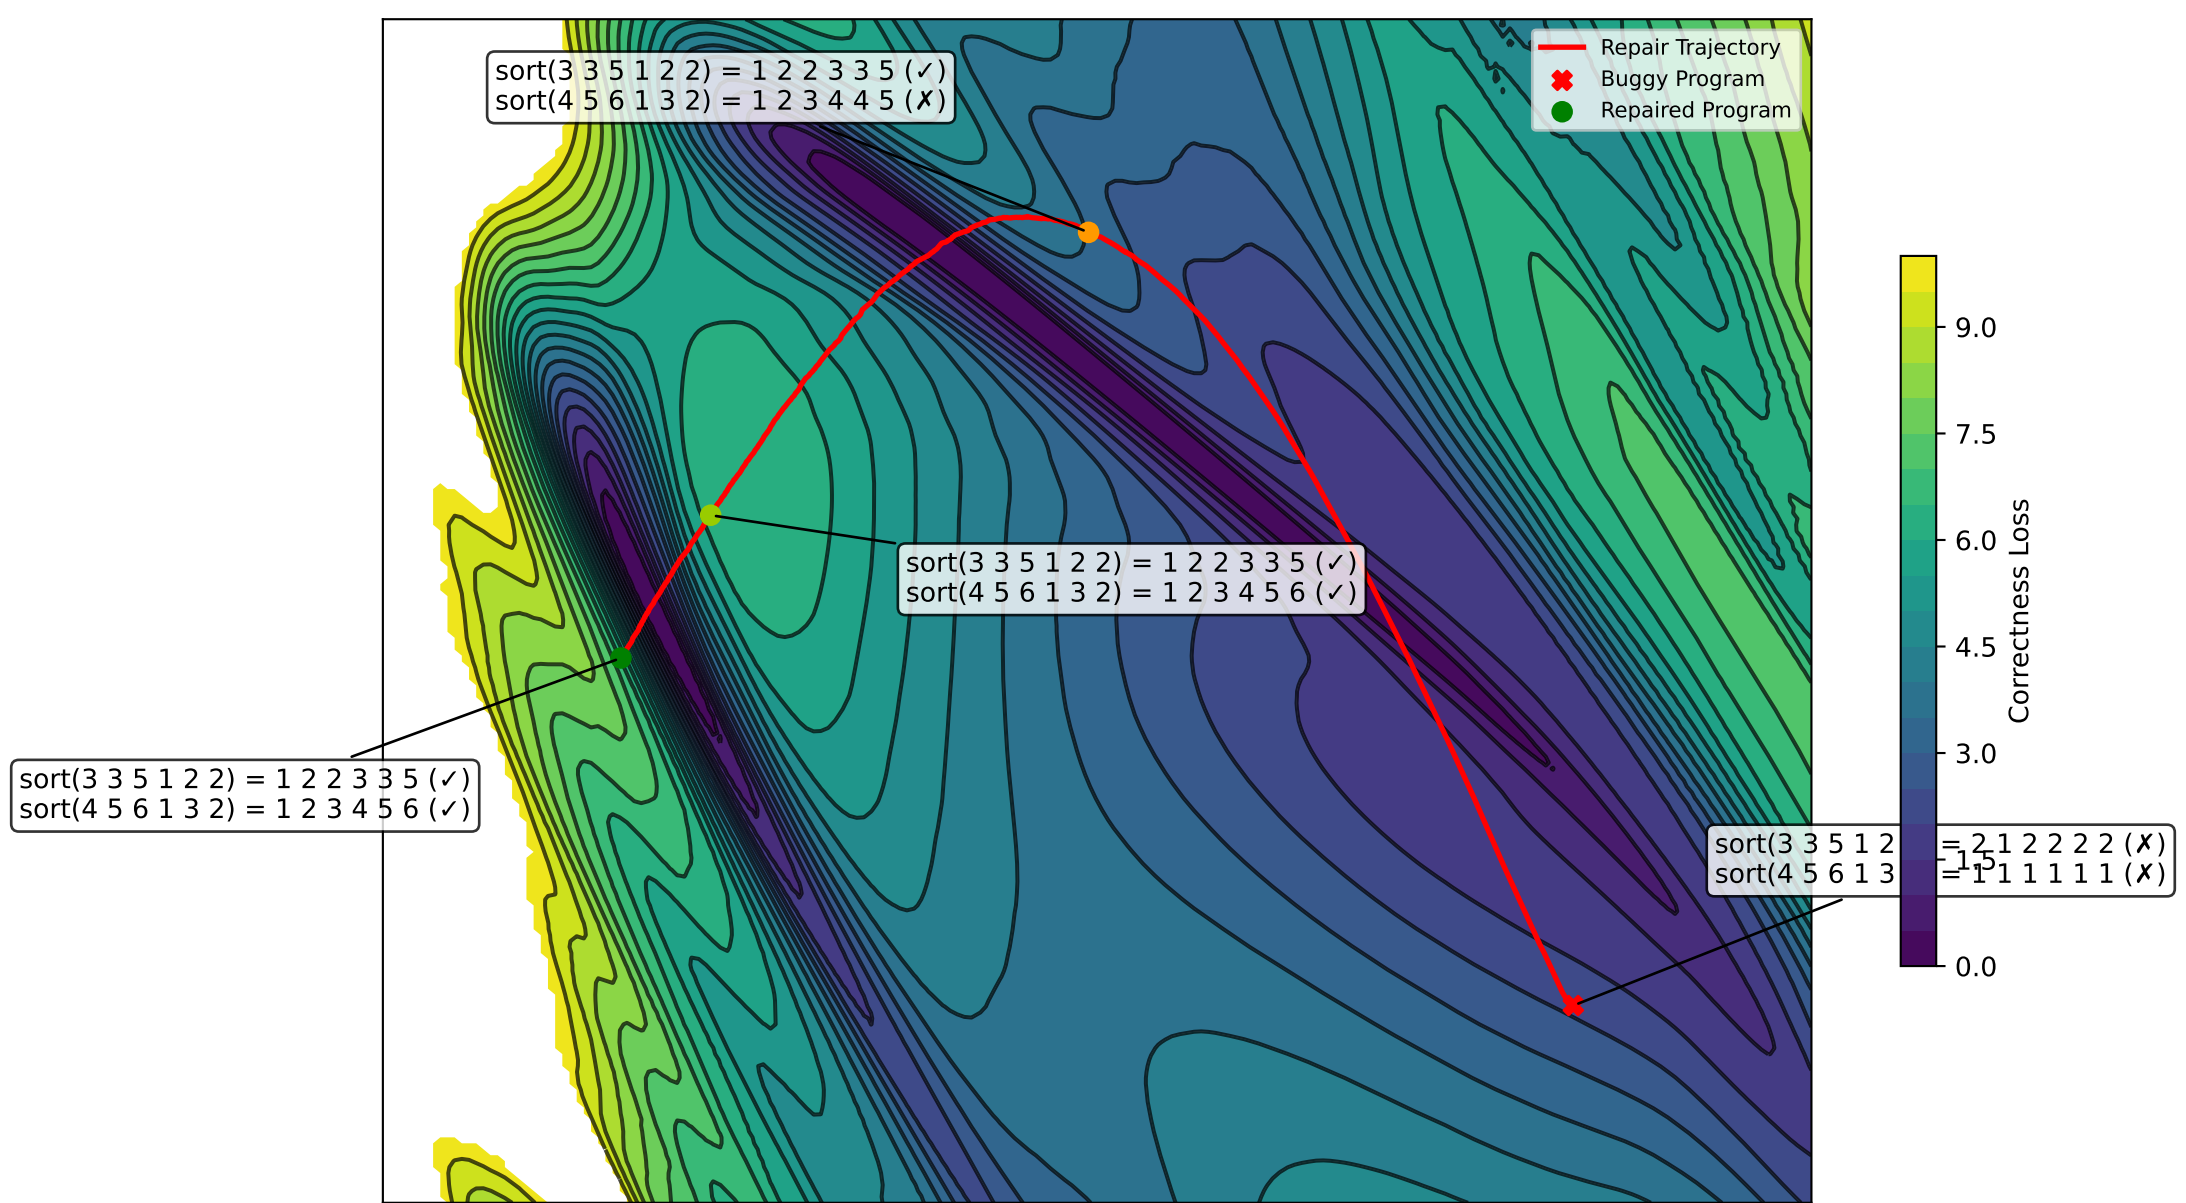 sort(3 3 5 1 2 2) = 1 2 2 3 3 5 (✓)
sort(4 5 6 1 3 2) = 1 2 3 4 4 5 (✗)
Repair Trajectory
Buggy Program
Repaired Program
sort(3 3 5 1 2 2) = 1 2 2 3 3 5 (✓)
sort(4 5 6 1 3 2) = 1 2 3 4 5 6 (✓)
sort(3 3 5 1 2 2) = 1 2 2 3 3 5 (✓)
sort(4 5 6 1 3 2) = 1 2 3 4 5 6 (✓)
sort(3 3 5 1 2 = 2 1 2 2 2 2 (✗)
sort(4 5 6 1 3 = 1 1 1 1 1 1 (✗)
9.0
7.5
6.0
4.5
3.0
1.5
0.0
Correctness Loss